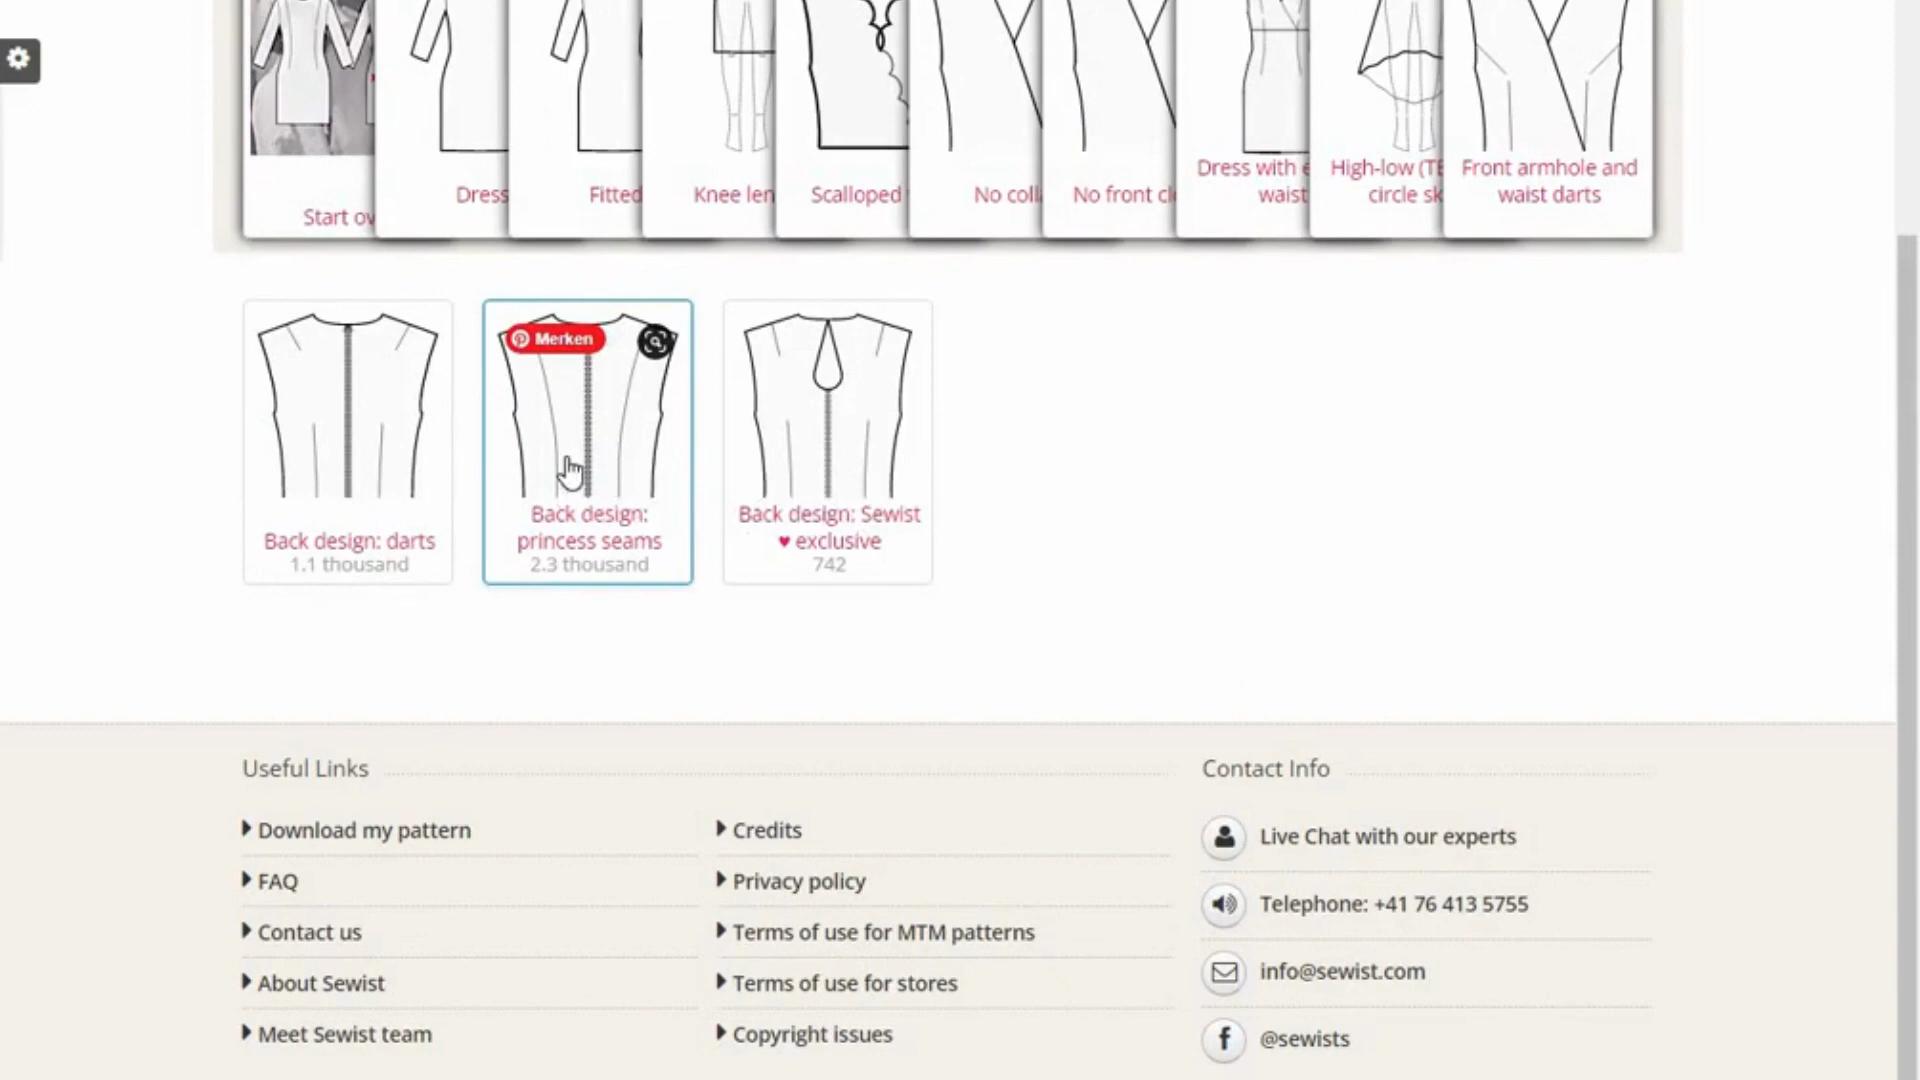 Start ov
Dress
Fitted
Knee len
Scalloped
No coll
No front cl
Dress with e
waist
High-low (TE
circle sk
Front armhole and
waist darts
Merken
Back design: darts
1.1 thousand
Back design:
princess seams
2.3 thousand
Back design: Sewist
♥ exclusive
742
Useful Links
Download my pattern
FAQ
Contact us
About Sewist
Meet Sewist team
Credits
Privacy policy
Terms of use for MTM patterns
Terms of use for stores
Copyright issues
Contact Info
Live Chat with our experts
Telephone: +41 76 413 5755
info@sewist.com
@sewists